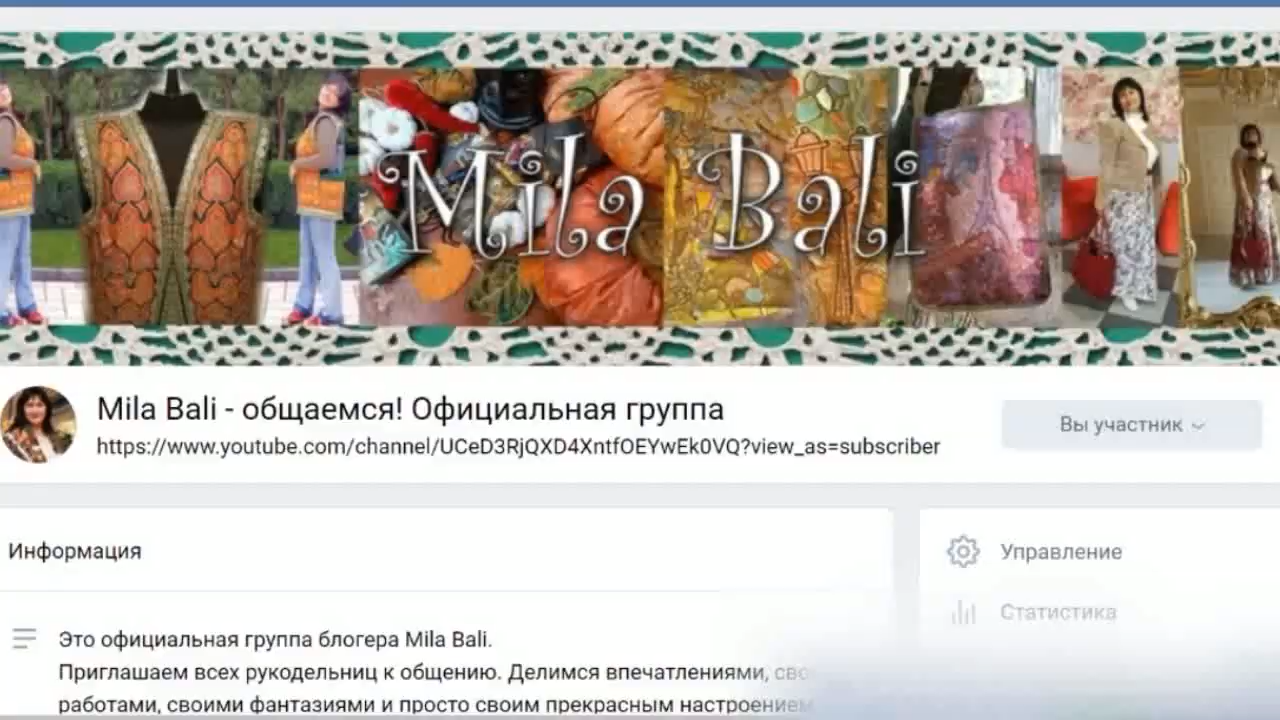 Mila Bali
Mila Bali - общаемся! Официальная группа
https://www.youtube.com/channel/UCeD3RjQXD4XntfOEYwEk0VQ?view_as=subscriber
Вы участник
Информация
Управление
Статистика
Это официальная группа блогера Mila Bali.
Приглашаем всех рукодельниц к общению. Делимся впечатлениями,
работами, своими фантазиями и просто своим прекрасным настроением